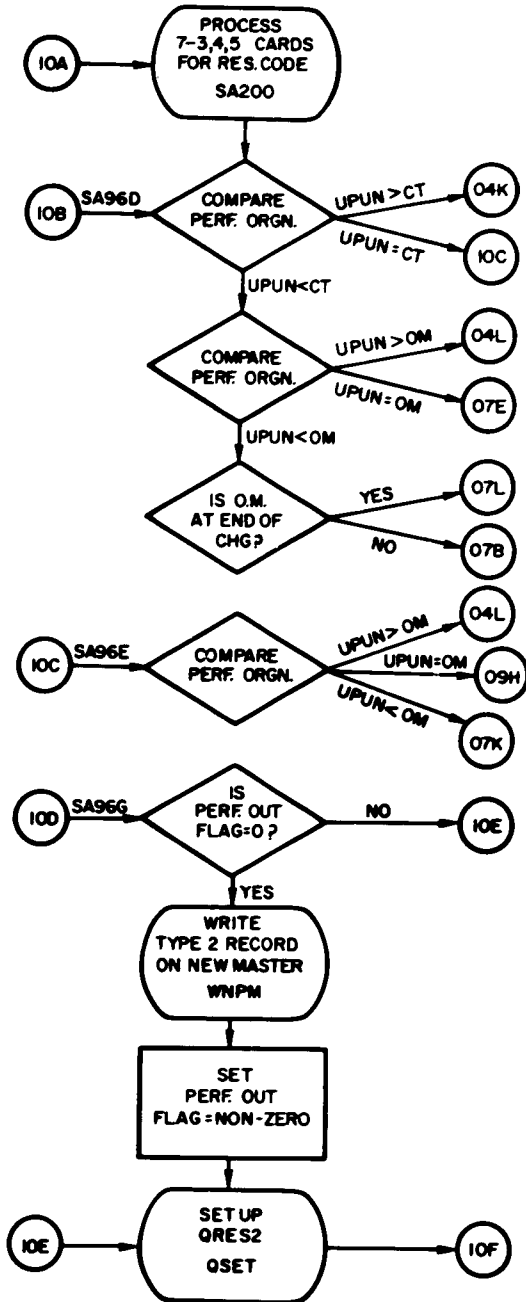 PROCESS
7-3,4,5 CARDS
FOR RES. CODE
SA200
10A
10B
SA96D
COMPARE
PERF. ORGN.
UPUN>CT
04K
UPUN=CT
10C
UPUN<CT
COMPARE
PERF. ORGN.
UPUN>OM
04L
UPUN=OM
07E
UPUN<OM
IS O.M.
AT END OF
CHG?
YES
07L
NO
07B
10C
SA96E
COMPARE
PERF. ORGN.
UPUN>OM
04L
UPUN=OM
09H
UPUN<OM
07K
10D
SA96G
IS
PERF. OUT
FLAG=0?
NO
10E
YES
WRITE
TYPE 2 RECORD
ON NEW MASTER
WNPM
SET
PERF. OUT
FLAG=NON-ZERO
10E
SET UP
QRES2
QSET
10F